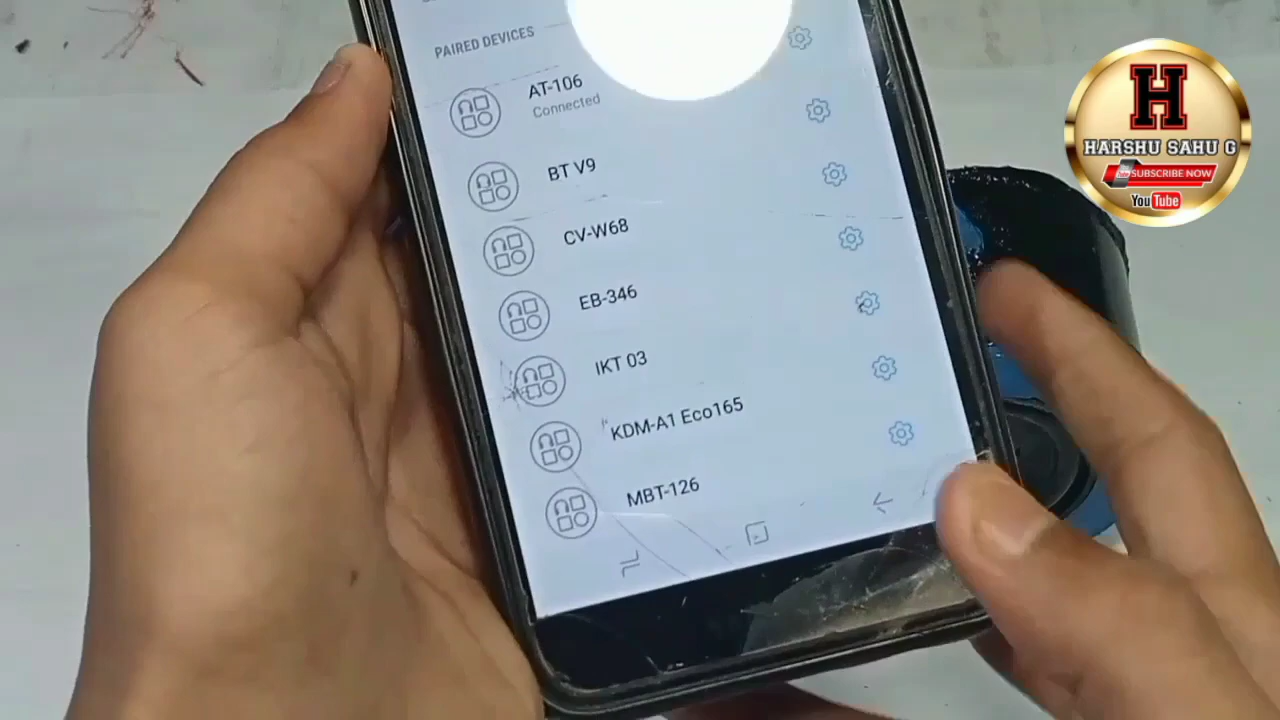 PAIRED DEVICES
AT-106
Connected
BT V9
CV-W68
EB-346
IKT 03
KDM-A1 Eco165
MBT-126
H
HARSHU SAHU G
SUBSCRIBE NOW
YouTube